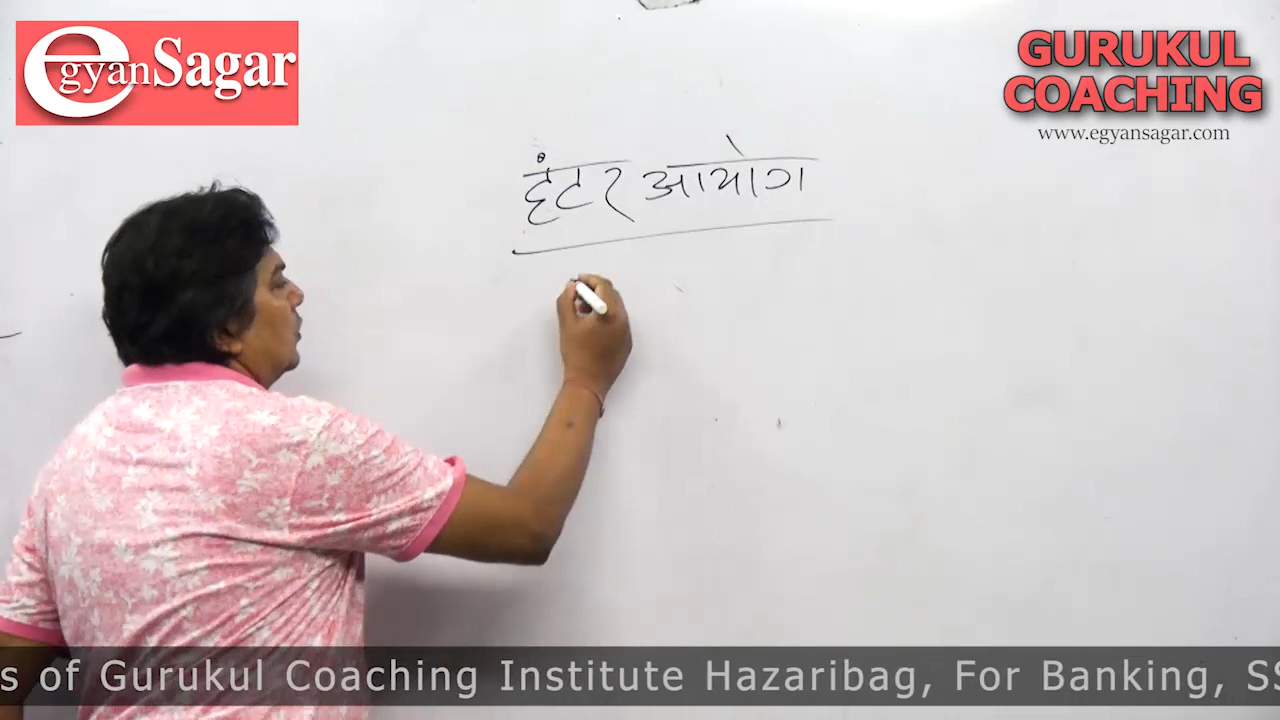 egyanSagar
GURUKUL
COACHING
www.egyansagar.com
हंटर आयोग
s of Gurukul Coaching Institute Hazaribag, For Banking, SS